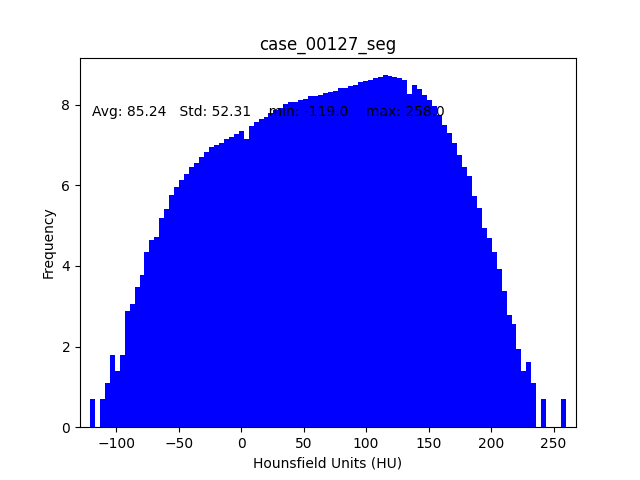 case_00127_seg
Avg: 85.24 Std: 52.31 min: -119.0 max: 258.0
8
6
4
2
0
Frequency
−100 −50 0 50 100 150 200 250
Hounsfield Units (HU)